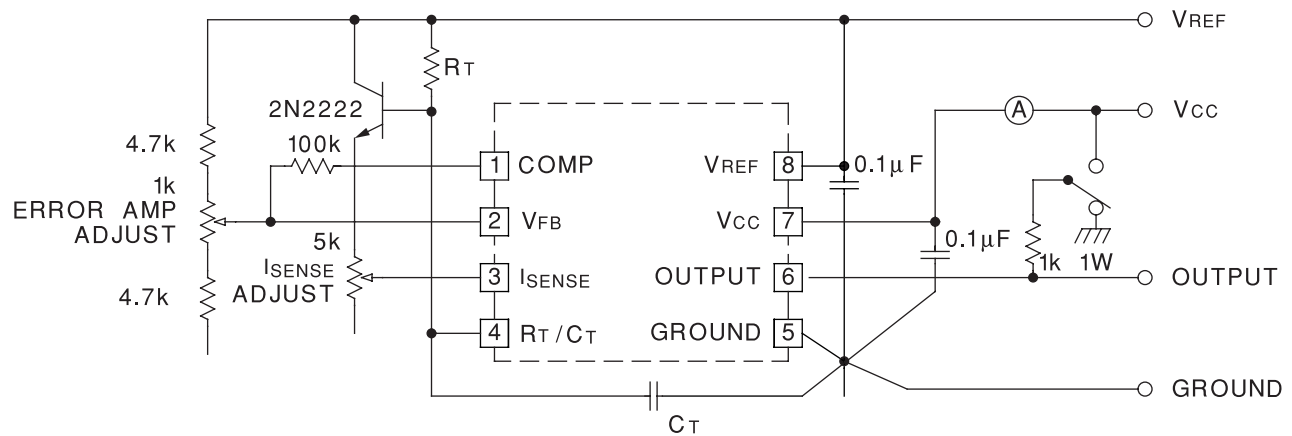 VREF
RT
A
VCC
2N2222
4.7k
100k
1 COMP
VREF 8
0.1μF
1k
ERROR AMP
ADJUST
2 VFB
VCC 7
5k
ISENSE
ADJUST
0.1μF
1k 1W
3 ISENSE
OUTPUT 6
OUTPUT
4.7k
4 RT/CT
GROUND 5
GROUND
CT